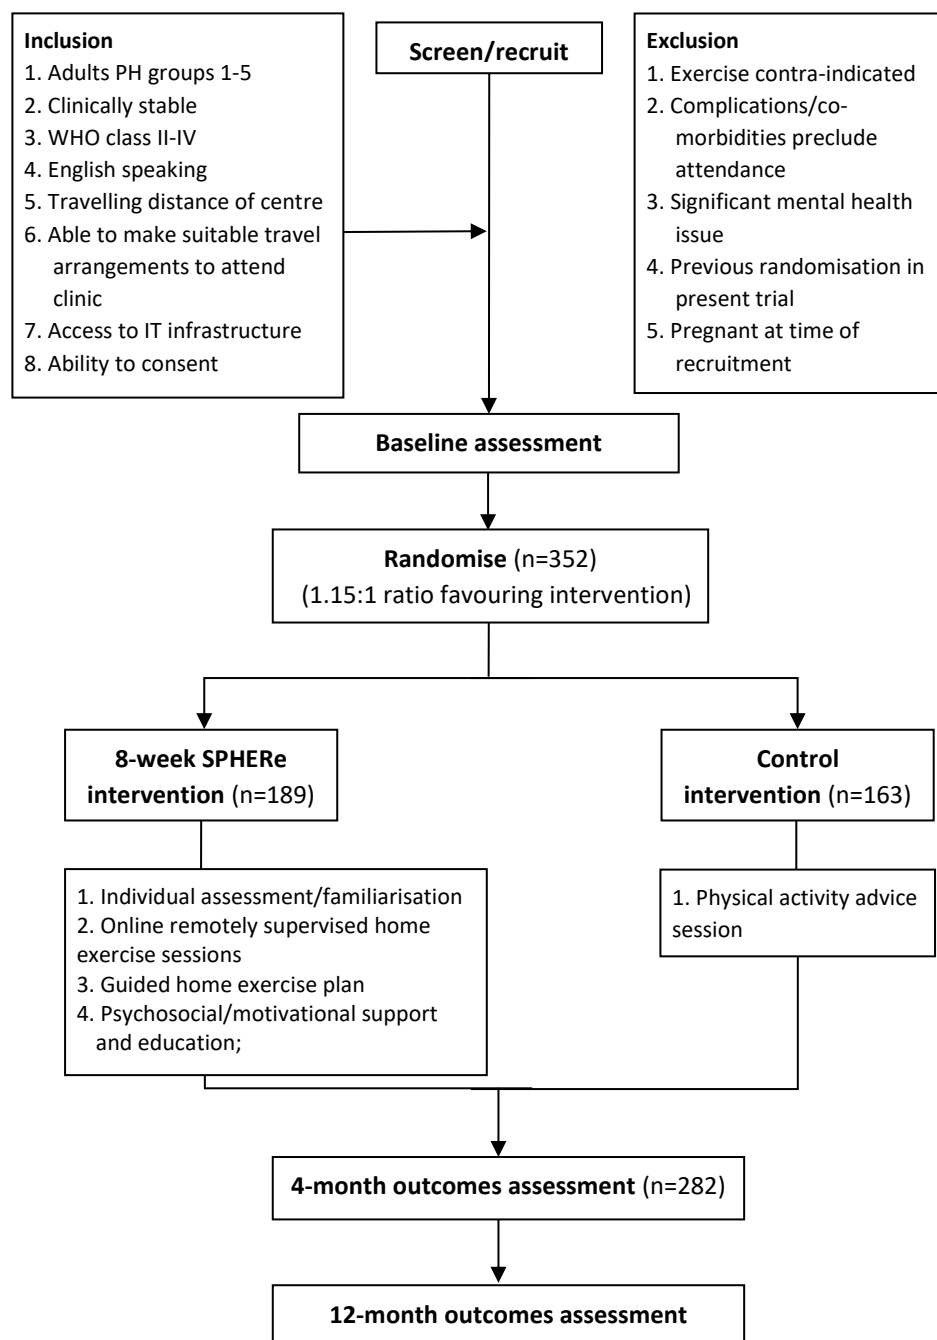 Inclusion
1. Adults PH groups 1-5
2. Clinically stable
3. WHO class II-IV
4. English speaking
5. Travelling distance of centre
6. Able to make suitable travel
arrangements to attend
clinic
7. Access to IT infrastructure
8. Ability to consent
Screen/recruit
Exclusion
1. Exercise contra-indicated
2. Complications/co-
morbidities preclude
attendance
3. Significant mental health
issue
4. Previous randomisation in
present trial
5. Pregnant at time of
recruitment
Baseline assessment
Randomise (n=352)
(1.15:1 ratio favouring intervention)
8-week SPHERe
intervention (n=189)
Control
intervention (n=163)
1. Individual assessment/familiarisation
2. Online remotely supervised home
exercise sessions
3. Guided home exercise plan
4. Psychosocial/motivational support
and education;
1. Physical activity advice
session
4-month outcomes assessment (n=282)
12-month outcomes assessment